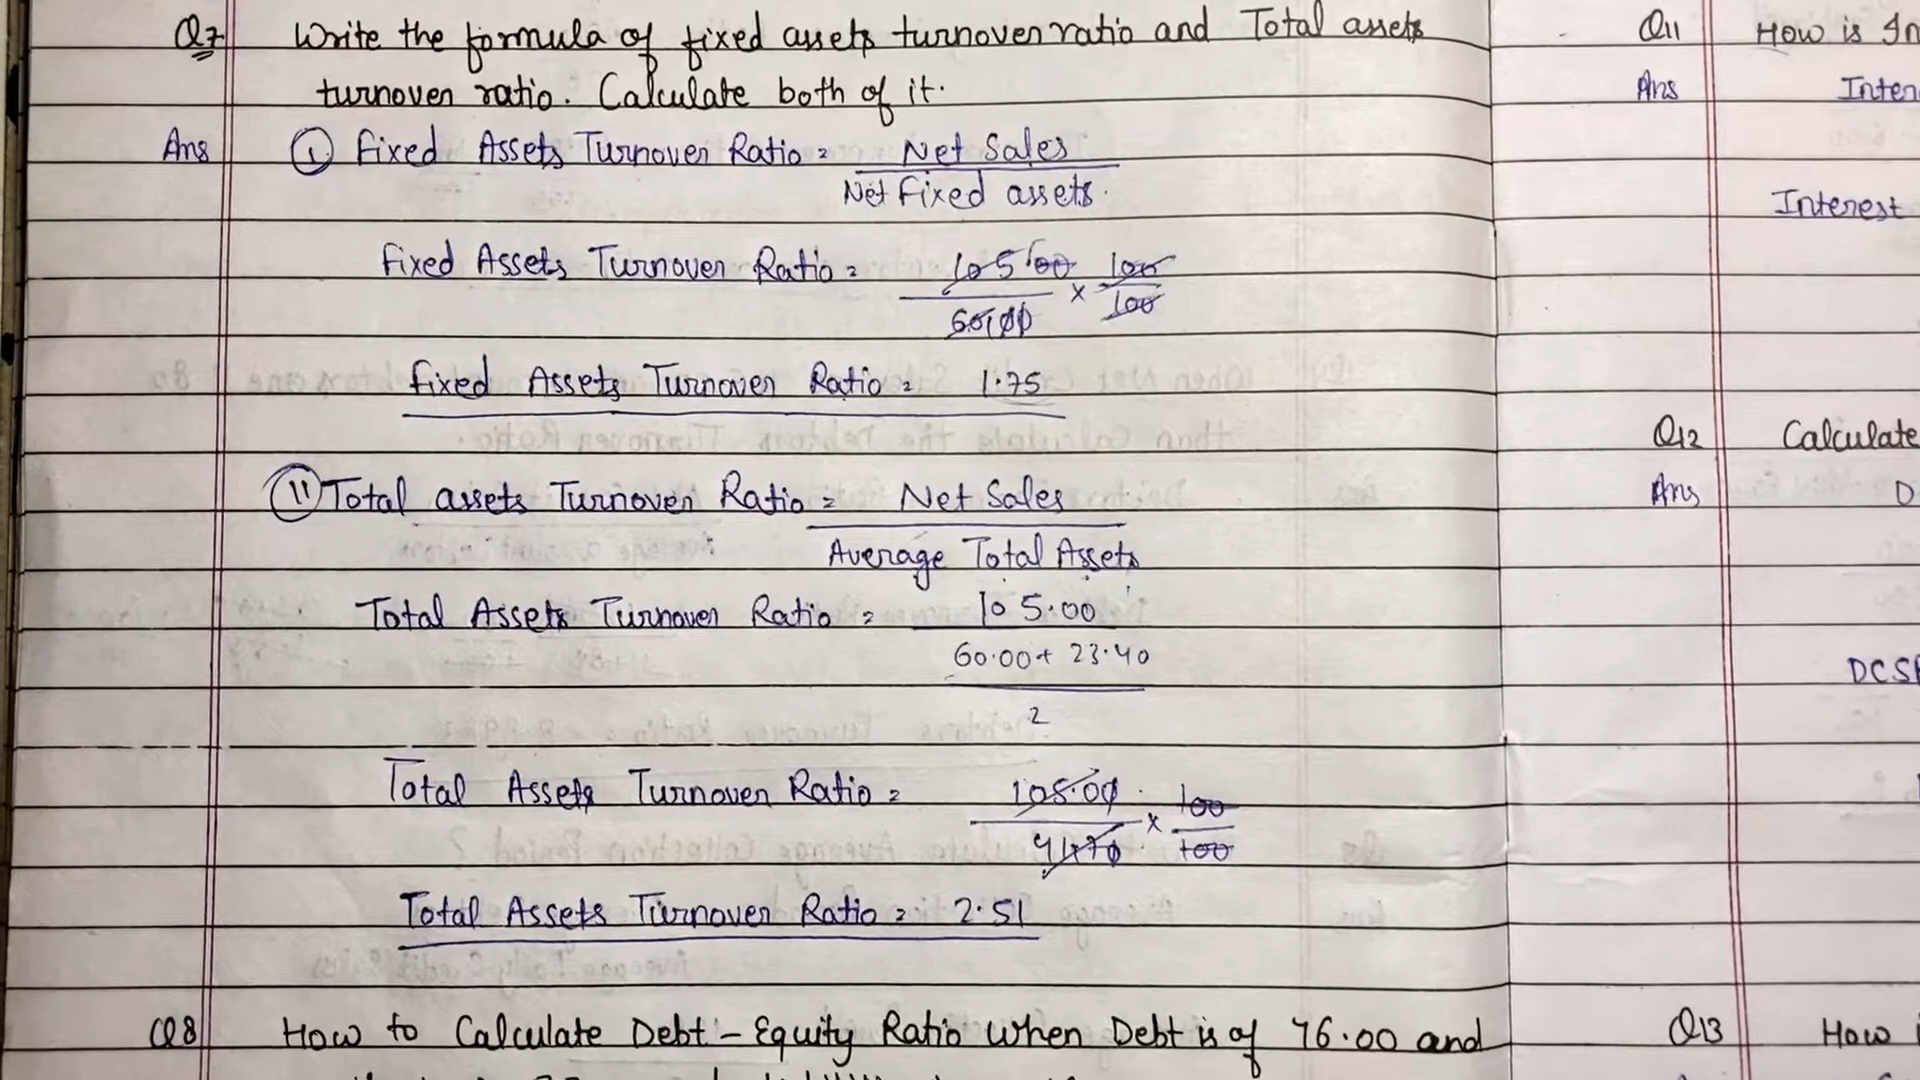 Q7 Write the formula of fixed assets turnover ratio and Total assets
turnover ratio. Calculate both of it.
Ans (i) Fixed Assets Turnover Ratio = Net Sales
Net Fixed assets.
Fixed Assets Turnover Ratio = 105.00 x 100
60.00 100
Fixed Assets Turnover Ratio = 1.75
(ii) Total assets Turnover Ratio = Net Sales
Average Total Assets
Total Assets Turnover Ratio = 105.00
60.00 + 23.40
2
Total Assets Turnover Ratio = 105.00 x 100
41.70 100
Total Assets Turnover Ratio = 2.51
Q8 How to Calculate Debt - Equity Ratio When Debt is of 76.00 and
Q11 How is In
Ans Inter
Interest
Q12 Calculate
Ans D
DCS
Q13 How